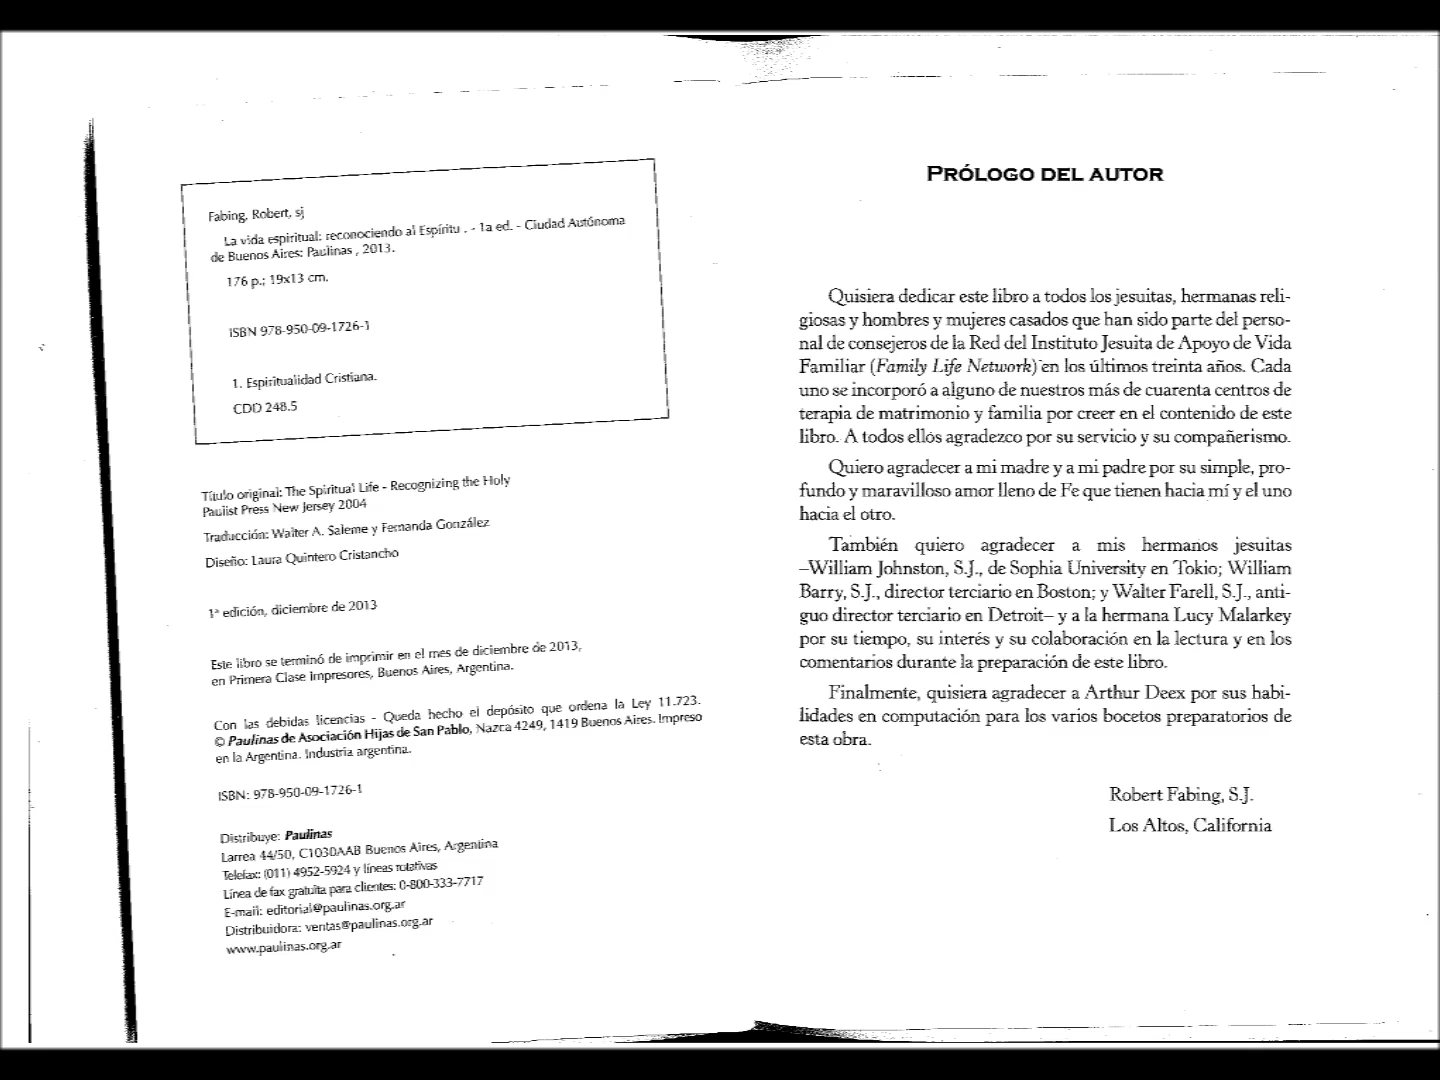 Fabing, Robert, sj
La vida espiritual: reconociendo al Espíritu . - 1a ed. - Ciudad Autónoma
de Buenos Aires: Paulinas , 2013.
176 p.; 19x13 cm.
ISBN 978-950-09-1726-1
1. Espiritualidad Cristiana.
CDD 248.5
Título original: The Spiritual Life - Recognizing the Holy
Paulist Press New Jersey 2004
Traducción: Walter A. Saleme y Fernanda González
Diseño: Laura Quintero Cristancho
1ª edición, diciembre de 2013
Este libro se terminó de imprimir en el mes de diciembre de 2013,
en Primera Clase Impresores, Buenos Aires, Argentina.
Con las debidas licencias - Queda hecho el depósito que ordena la Ley 11.723.
© Paulinas de Asociación Hijas de San Pablo, Nazca 4249, 1419 Buenos Aires. Impreso
en la Argentina. Industria argentina.
ISBN: 978-950-09-1726-1
Distribuye: Paulinas
Larrea 44/50, C1030AAB Buenos Aires, Argentina
Telefax: (011) 4952-5924 y líneas rotativas
Línea de fax gratuita para clientes: 0-800-333-7717
E-mail: editorial@paulinas.org.ar
Distribuidora: ventas@paulinas.org.ar
www.paulinas.org.ar
PRÓLOGO DEL AUTOR
Quisiera dedicar este libro a todos los jesuitas, hermanas reli-
giosas y hombres y mujeres casados que han sido parte del perso-
nal de consejeros de la Red del Instituto Jesuita de Apoyo de Vida
Familiar (Family Life Network) en los últimos treinta años. Cada
uno se incorporó a alguno de nuestros más de cuarenta centros de
terapia de matrimonio y familia por creer en el contenido de este
libro. A todos ellos agradezco por su servicio y su compañerismo.
Quiero agradecer a mi madre y a mi padre por su simple, pro-
fundo y maravilloso amor lleno de Fe que tienen hacia mí y el uno
hacia el otro.
También quiero agradecer a mis hermanos jesuitas
–William Johnston, S.J., de Sophia University en Tokio; William
Barry, S.J., director terciario en Boston; y Walter Farell, S.J., anti-
guo director terciario en Detroit– y a la hermana Lucy Malarkey
por su tiempo, su interés y su colaboración en la lectura y en los
comentarios durante la preparación de este libro.
Finalmente, quisiera agradecer a Arthur Deex por sus habi-
lidades en computación para los varios bocetos preparatorios de
esta obra.
Robert Fabing, S.J.
Los Altos, California